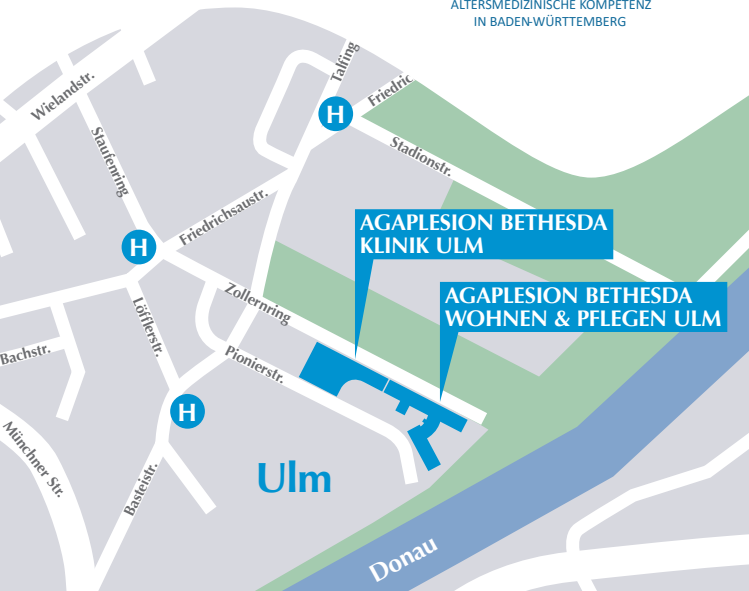 ALTERSMEDIZINISCHE KOMPETENZ
IN BADEN-WÜRTTEMBERG
Wielandstr.
Talfing
Friedric
H
Staufenring
Stadionstr.
Friedrichsaustr.
H
AGAPLESION BETHESDA
KLINIK ULM
Zollernring
AGAPLESION BETHESDA
WOHNEN & PFLEGEN ULM
Löfflerstr.
Bachstr.
Pionierstr.
H
Münchner Str.
Ulm
Basteistr.
Donau